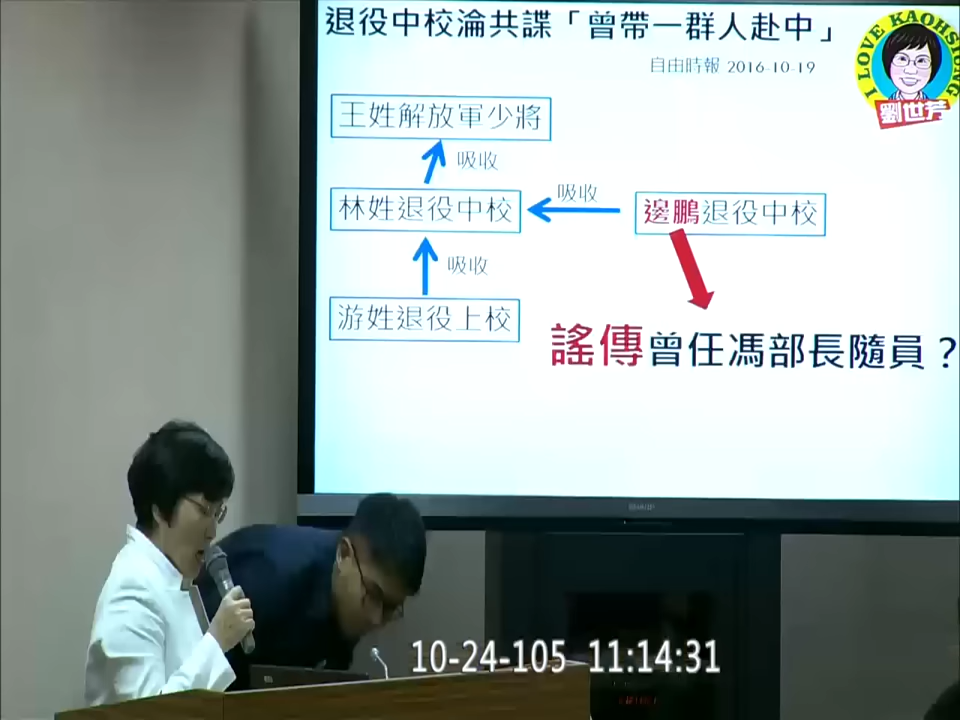 退役中校淪共諜「曾帶一群人赴中」
自由時報 2016-10-19
I LOVE KAOHSIUNG
劉世芳
王姓解放軍少將
吸收
林姓退役中校
吸收
邊鵬退役中校
吸收
游姓退役上校
謠傳曾任馮部長隨員？
10-24-105 11:14:31